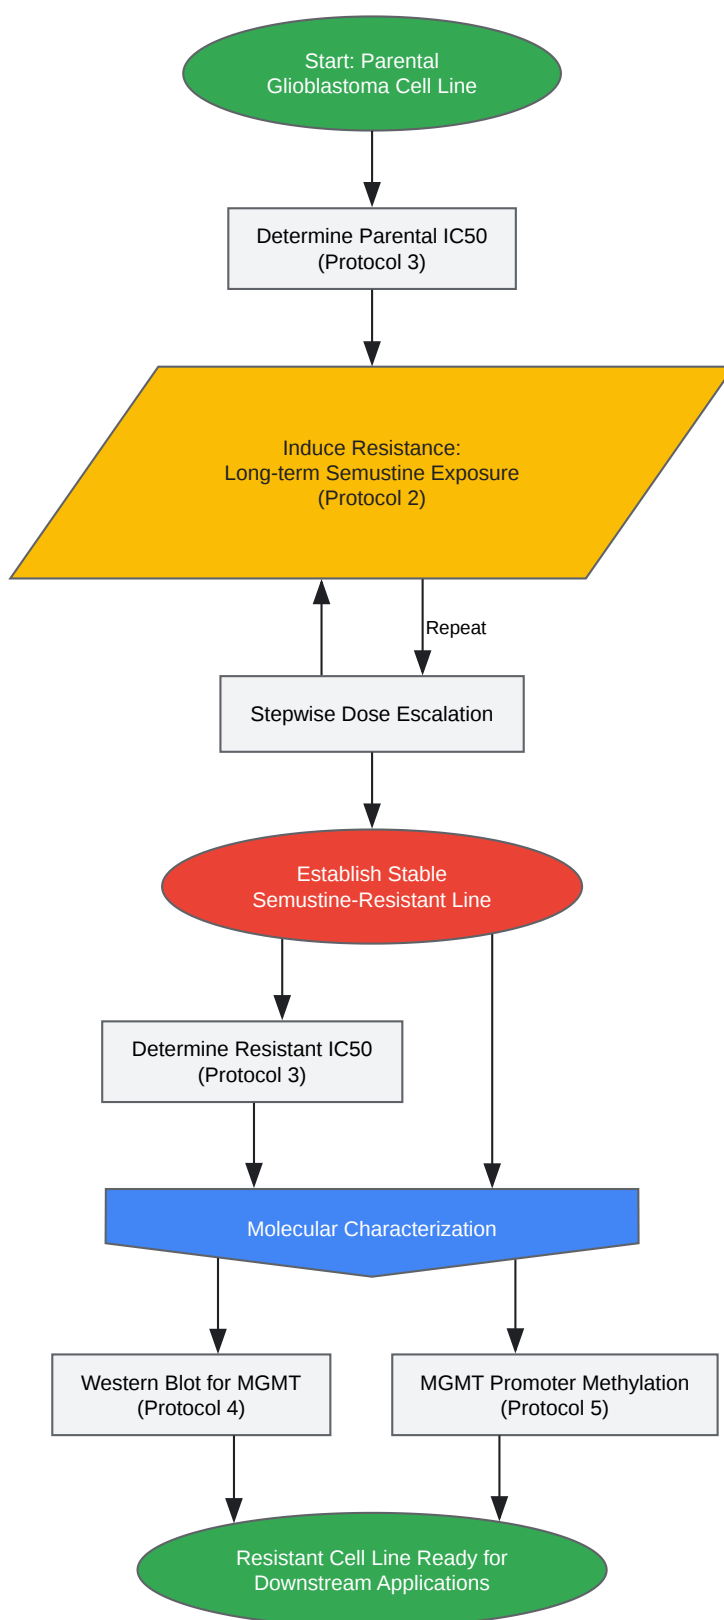 Start: Parental
Glioblastoma Cell Line
Determine Parental IC50
(Protocol 3)
Induce Resistance:
Long-term Semustine Exposure
(Protocol 2)
Repeat
Stepwise Dose Escalation
Establish Stable
Semustine-Resistant Line
Determine Resistant IC50
(Protocol 3)
Molecular Characterization
Western Blot for MGMT
(Protocol 4)
MGMT Promoter Methylation
(Protocol 5)
Resistant Cell Line Ready for
Downstream Applications